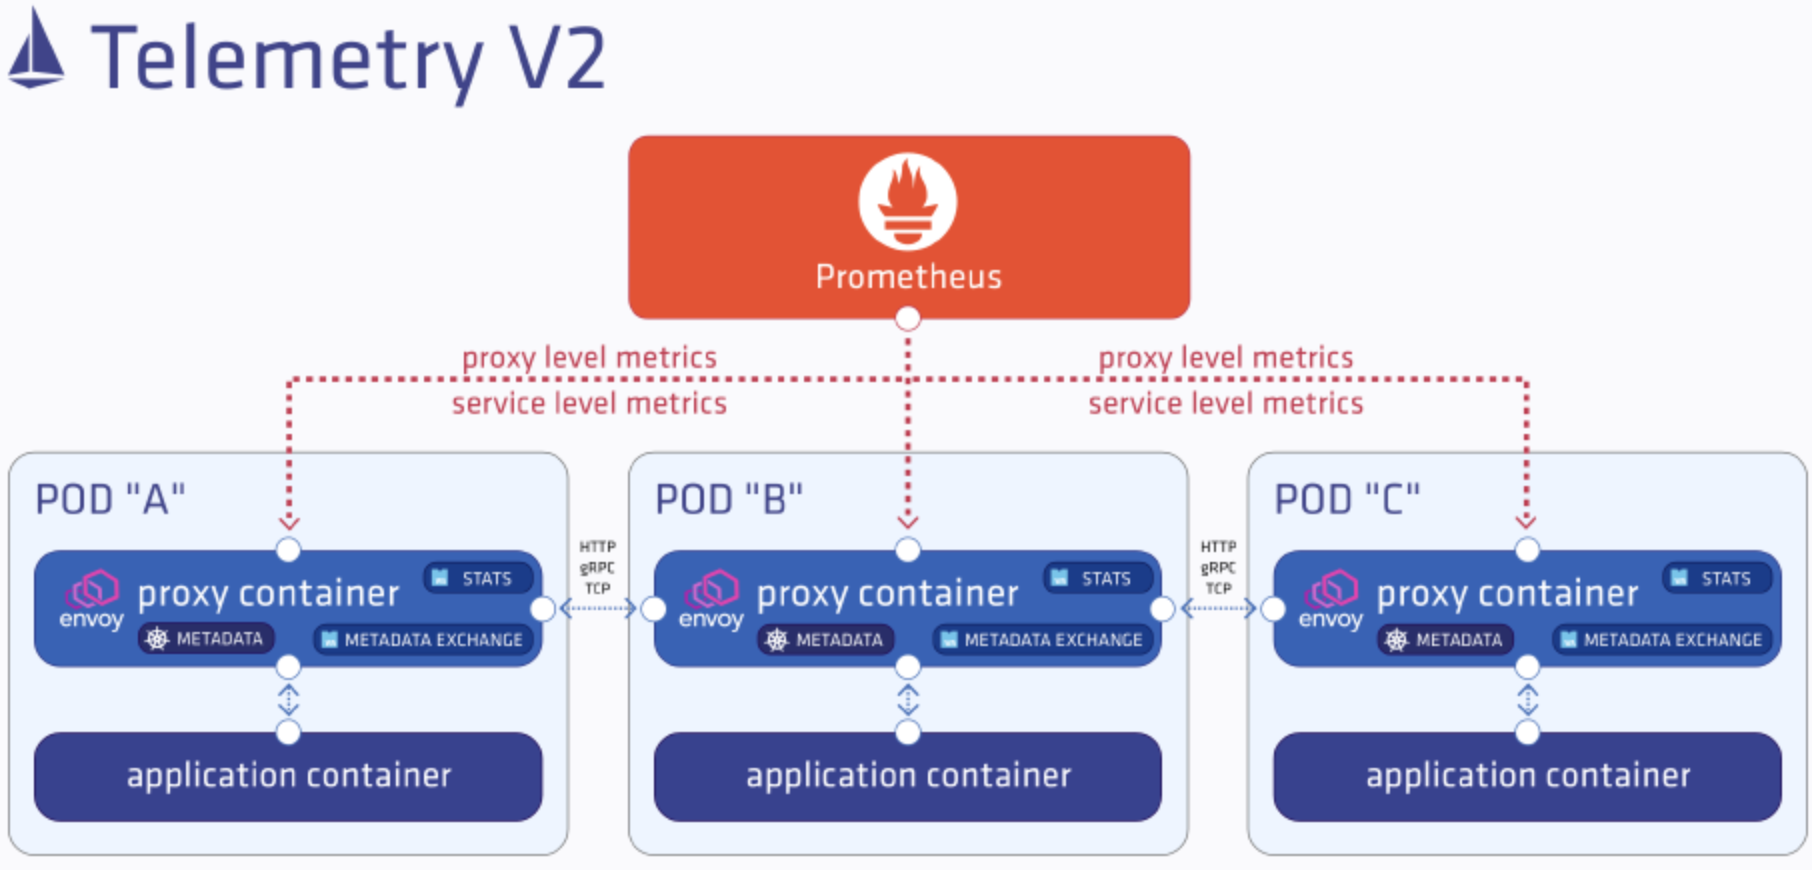 Telemetry V2
Prometheus
proxy level metrics
proxy level metrics
service level metrics
service level metrics
POD "A"
STATS
envoy
proxy container
METADATA
METADATA EXCHANGE
application container
HTTP
gRPC
TCP
POD "B"
STATS
envoy
proxy container
METADATA
METADATA EXCHANGE
application container
HTTP
gRPC
TCP
POD "C"
STATS
envoy
proxy container
METADATA
METADATA EXCHANGE
application container